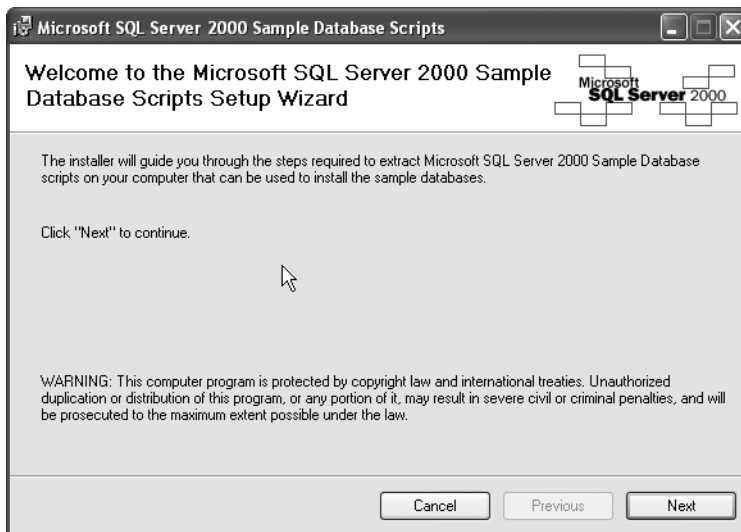 Microsoft SQL Server 2000 Sample Database Scripts
Welcome to the Microsoft SQL Server 2000 Sample
Database Scripts Setup Wizard
Microsoft
SQL Server 2000
The installer will guide you through the steps required to extract Microsoft SQL Server 2000 Sample Database
scripts on your computer that can be used to install the sample databases.
Click "Next" to continue.
WARNING: This computer program is protected by copyright law and international treaties. Unauthorized
duplication or distribution of this program, or any portion of it, may result in severe civil or criminal penalties, and will
be prosecuted to the maximum extent possible under the law.
Cancel
Previous
Next